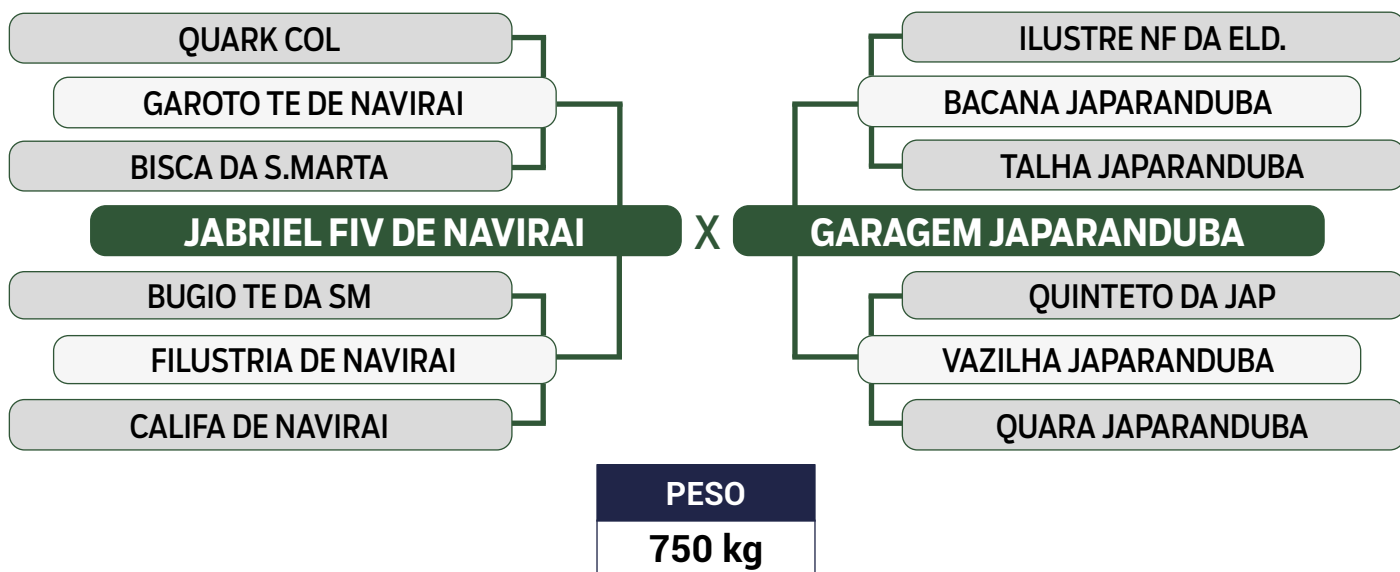 QUARK COL
GAROTO TE DE NAVIRAI
BISCA DA S.MARTA
JABRIEL FIV DE NAVIRAI
BUGIO TE DA SM
FILUSTRIA DE NAVIRAI
CALIFA DE NAVIRAI
X
ILUSTRE NF DA ELD.
BACANA JAPARANDUBA
TALHA JAPARANDUBA
GARAGEM JAPARANDUBA
QUINTETO DA JAP
VAZILHA JAPARANDUBA
QUARA JAPARANDUBA
PESO
750 kg